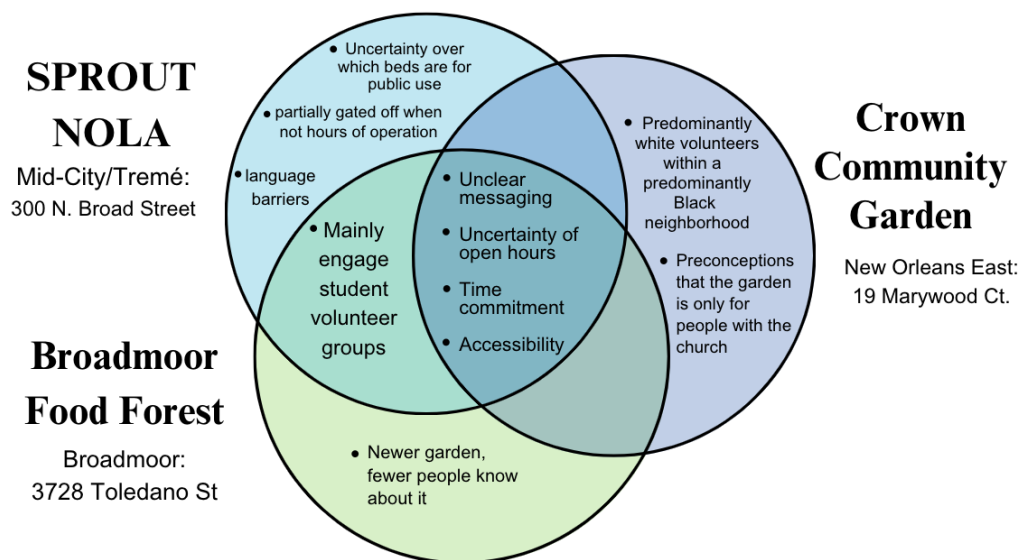 SPROUT
NOLA
Mid-City/Tremé:
300 N. Broad Street
• Uncertainty over
which beds are for
public use
• partially gated off when
not hours of operation
• language
barriers
• Mainly
engage
student
volunteer
groups
• Unclear
messaging
• Uncertainty of
open hours
• Time
commitment
• Accessibility
• Predominantly
white volunteers
within a
predominantly
Black
neighborhood
• Preconceptions
that the garden
is only for
people with the
church
Crown
Community
Garden
New Orleans East:
19 Marywood Ct.
Broadmoor
Food Forest
Broadmoor:
3728 Toledano St
• Newer garden,
fewer people know
about it